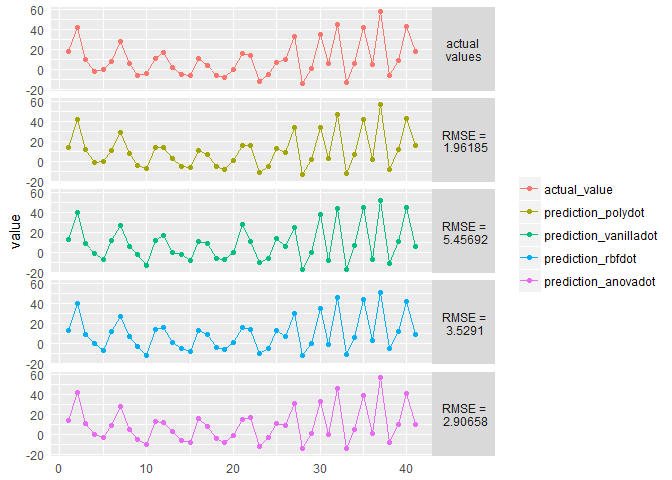 60
40
20
0
-20
actual
values
60
40
20
0
-20
RMSE =
1.96185
60
40
20
0
-20
RMSE =
5.45692
60
40
20
0
-20
RMSE =
3.5291
60
40
20
0
-20
RMSE =
2.90658
value
0 10 20 30 40
actual_value
prediction_polydot
prediction_vanilladot
prediction_rbfdot
prediction_anovadot